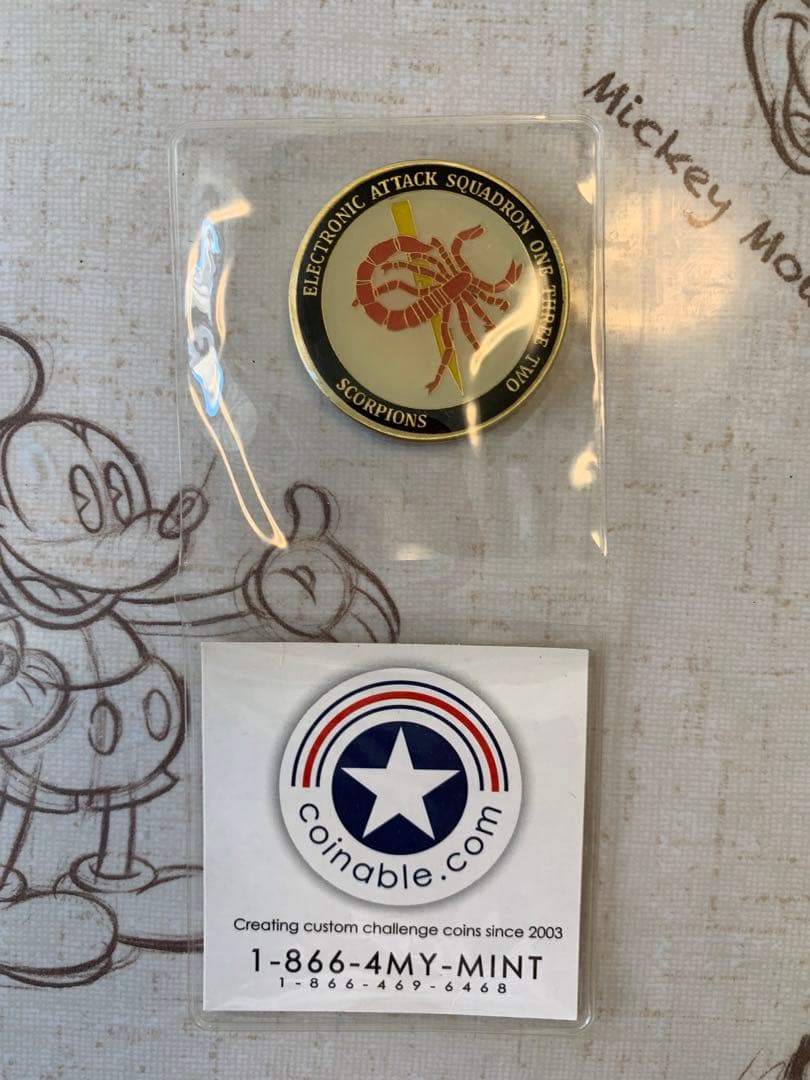 Mickey Mou
ELECTRONIC ATTACK SQUADRON ONE THREE TWO
SCORPIONS
coinable.com
Creating custom challenge coins since 2003
1-866-4MY-MINT
1-866-469-6468